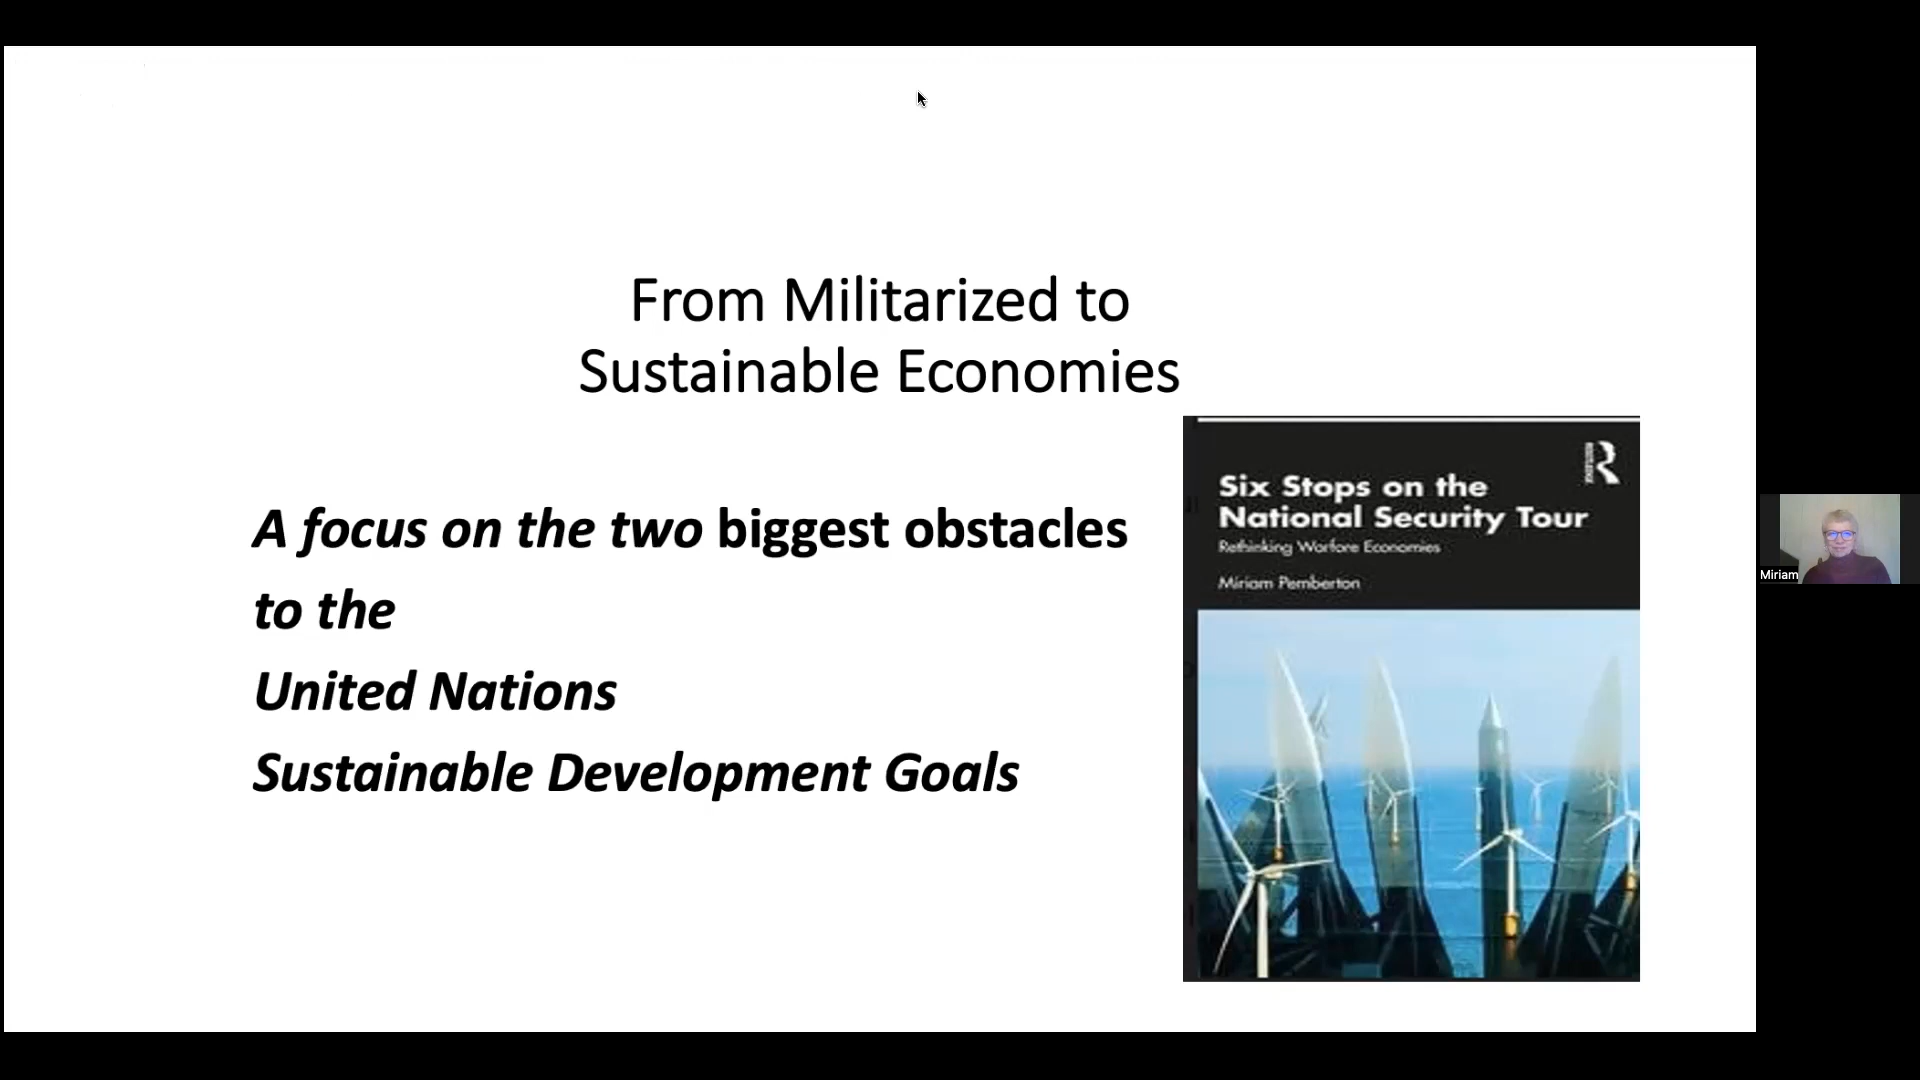 From Militarized to
Sustainable Economies
A focus on the two biggest obstacles
to the
United Nations
Sustainable Development Goals
Six Stops on the
National Security Tour
Rethinking Warfare Economies
Miriam Pemberton
R
ROUTLEDGE
Miriam